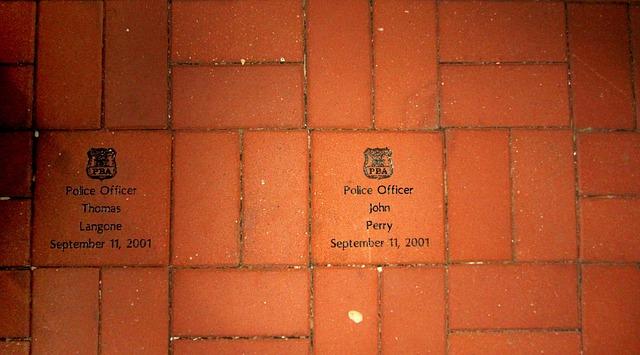 PBA
Police Officer
Thomas
Langone
September 11, 2001
PBA
Police Officer
John
Perry
September 11, 2001